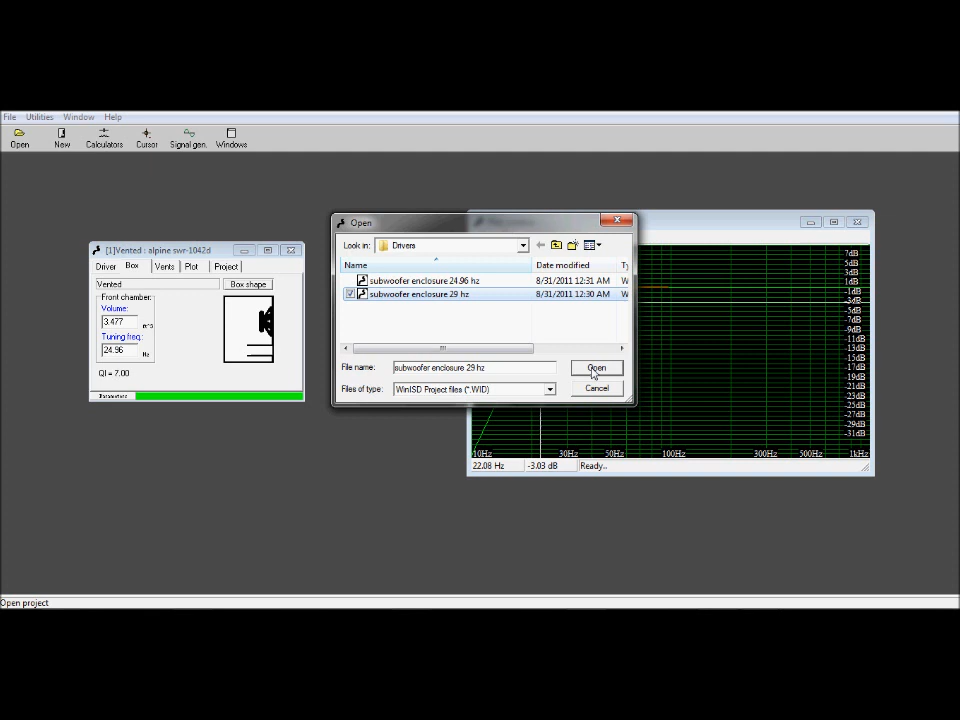 File Utilities Window Help
Open New Calculators Cursor Signal gen. Windows
[1]Vented : alpine swr-1042d
Driver Box Vents Plot Project
Vented Box shape
Front chamber:
Volume:
3.477
Tuning freq.:
24.96 Hz
Ql = 7.00
Parameters
Open
Look in: Drivers
Name Date modified
subwoofer enclosure 24.96 hz 8/31/2011 12:31 AM W
subwoofer enclosure 29 hz 8/31/2011 12:30 AM W
File name: subwoofer enclosure 29 hz Open
Files of type: WinISD Project files (*.WID) Cancel
7dB
5dB
3dB
1dB
-1dB
-3dB
-5dB
-7dB
-9dB
-11dB
-13dB
-15dB
-17dB
-19dB
-21dB
-23dB
-25dB
-27dB
-29dB
-31dB
10Hz 30Hz 50Hz 100Hz 300Hz 500Hz 1kHz
22.08 Hz -3.03 dB Ready..
Open project